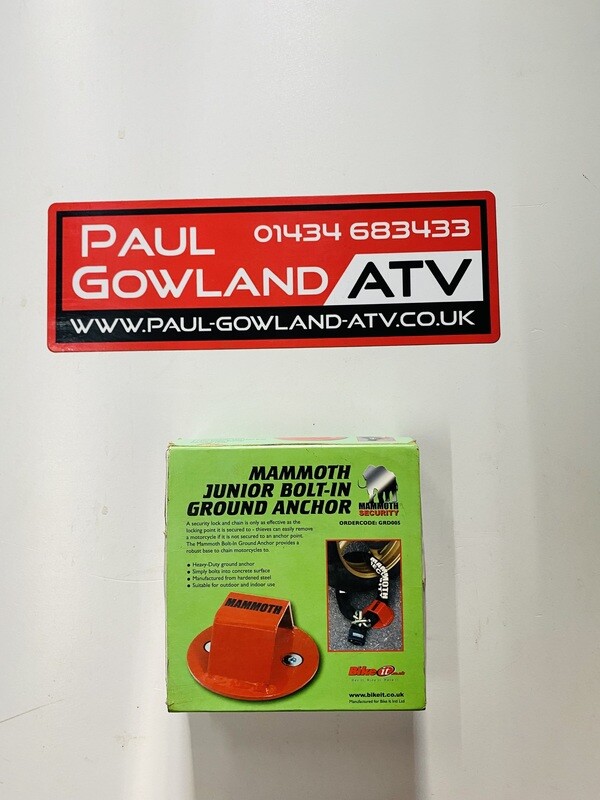 PAUL
GOWLAND
01434 683433
ATV
WWW.PAUL-GOWLAND-ATV.CO.UK
MAMMOTH
JUNIOR BOLT-IN
GROUND ANCHOR
MAMMOTH
SECURITY
ORDERCODE: GRD005
A security lock and chain is only as effective as the
locking point it is secured to - thieves can easily remove
a motorcycle if it is not secured to an anchor point.
The Mammoth Bolt-In Ground Anchor provides a
robust base to chain motorcycles to.
• Heavy-Duty ground anchor
• Simply bolts into concrete surface
• Manufactured from hardened steel
• Suitable for outdoor and indoor use
MAMMOTH
MAMMOTH
Bike it
www.bikeit.co.uk
Manufactured for Bike It Intl Ltd